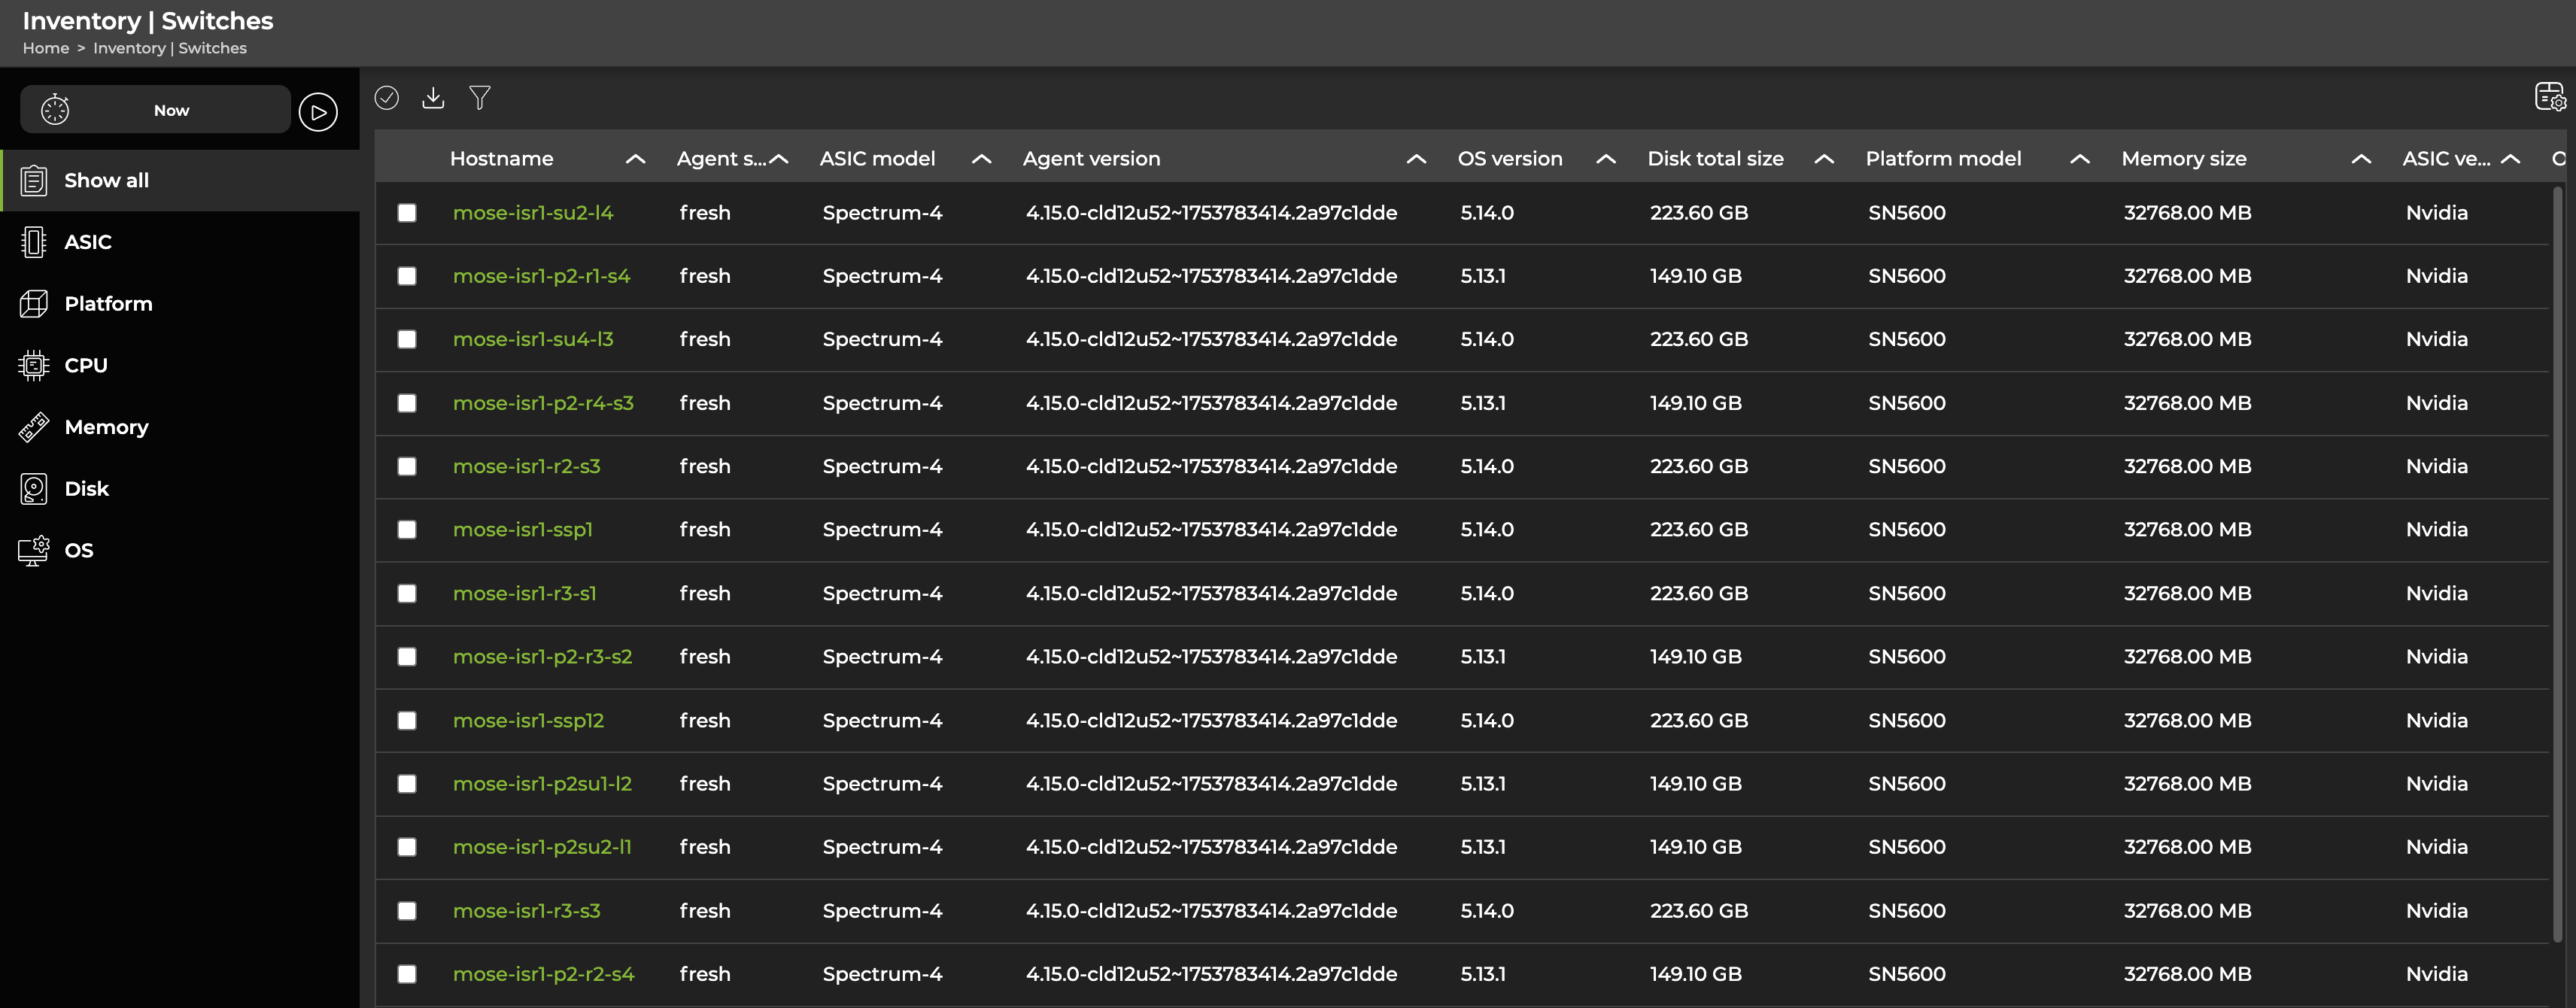 Inventory | Switches
Home > Inventory | Switches
Now
Show all
ASIC
Platform
CPU
Memory
Disk
OS
Hostname Agent s... ASIC model Agent version OS version Disk total size Platform model Memory size ASIC ve...
mose-isr1-su2-l4 fresh Spectrum-4 4.15.0-cld12u52~1753783414.2a97c1dde 5.14.0 223.60 GB SN5600 32768.00 MB Nvidia
mose-isr1-p2-r1-s4 fresh Spectrum-4 4.15.0-cld12u52~1753783414.2a97c1dde 5.13.1 149.10 GB SN5600 32768.00 MB Nvidia
mose-isr1-su4-l3 fresh Spectrum-4 4.15.0-cld12u52~1753783414.2a97c1dde 5.14.0 223.60 GB SN5600 32768.00 MB Nvidia
mose-isr1-p2-r4-s3 fresh Spectrum-4 4.15.0-cld12u52~1753783414.2a97c1dde 5.13.1 149.10 GB SN5600 32768.00 MB Nvidia
mose-isr1-r2-s3 fresh Spectrum-4 4.15.0-cld12u52~1753783414.2a97c1dde 5.14.0 223.60 GB SN5600 32768.00 MB Nvidia
mose-isr1-ssp1 fresh Spectrum-4 4.15.0-cld12u52~1753783414.2a97c1dde 5.14.0 223.60 GB SN5600 32768.00 MB Nvidia
mose-isr1-r3-s1 fresh Spectrum-4 4.15.0-cld12u52~1753783414.2a97c1dde 5.14.0 223.60 GB SN5600 32768.00 MB Nvidia
mose-isr1-p2-r3-s2 fresh Spectrum-4 4.15.0-cld12u52~1753783414.2a97c1dde 5.13.1 149.10 GB SN5600 32768.00 MB Nvidia
mose-isr1-ssp12 fresh Spectrum-4 4.15.0-cld12u52~1753783414.2a97c1dde 5.14.0 223.60 GB SN5600 32768.00 MB Nvidia
mose-isr1-p2su1-l2 fresh Spectrum-4 4.15.0-cld12u52~1753783414.2a97c1dde 5.13.1 149.10 GB SN5600 32768.00 MB Nvidia
mose-isr1-p2su2-l1 fresh Spectrum-4 4.15.0-cld12u52~1753783414.2a97c1dde 5.13.1 149.10 GB SN5600 32768.00 MB Nvidia
mose-isr1-r3-s3 fresh Spectrum-4 4.15.0-cld12u52~1753783414.2a97c1dde 5.14.0 223.60 GB SN5600 32768.00 MB Nvidia
mose-isr1-p2-r2-s4 fresh Spectrum-4 4.15.0-cld12u52~1753783414.2a97c1dde 5.13.1 149.10 GB SN5600 32768.00 MB Nvidia